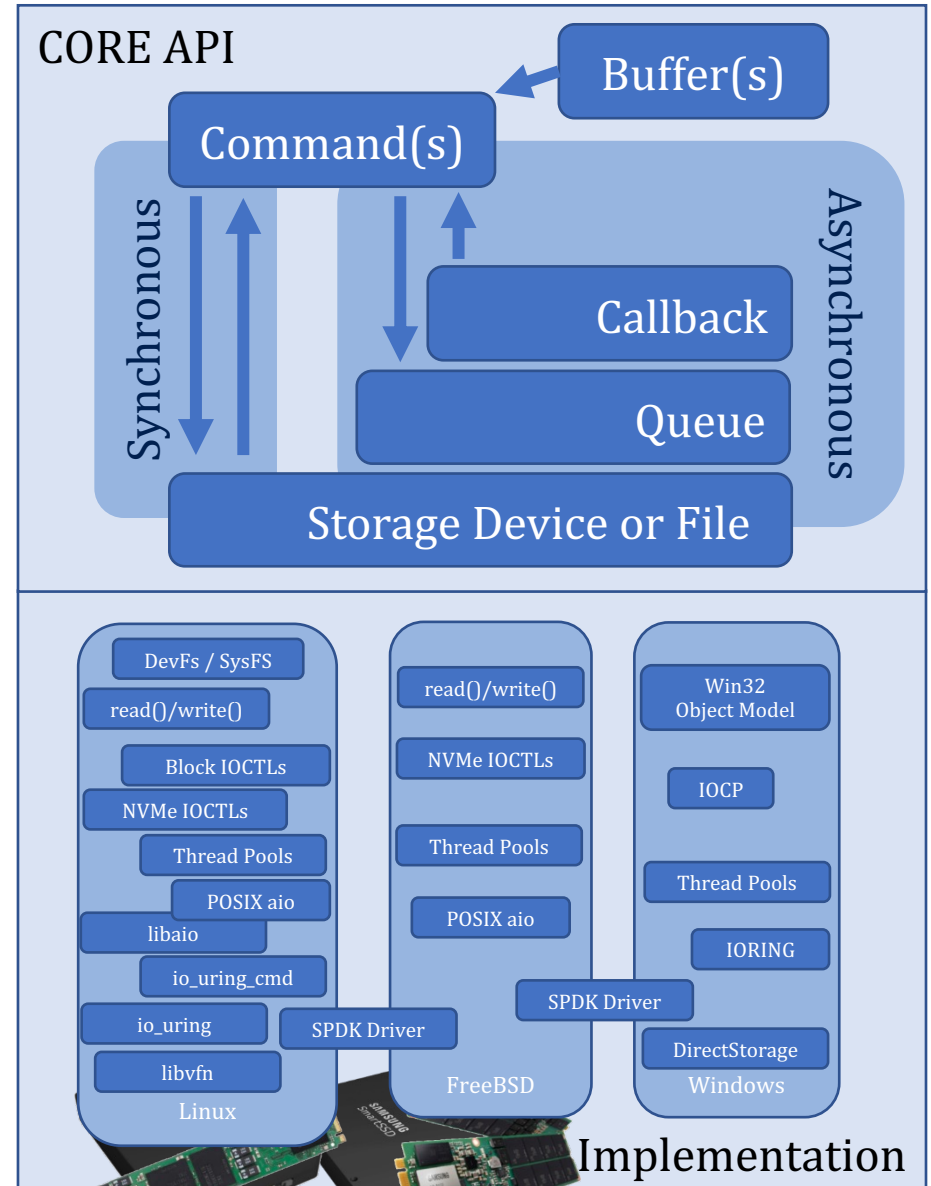 CORE API
Buffer(s)
Command(s)
Synchronous
Asynchronous
Callback
Queue
Storage Device or File
DevFs / SysFS
read()/write()
Block IOCTLs
NVMe IOCTLs
Thread Pools
POSIX aio
libaio
io_uring_cmd
io_uring
libvfn
Linux
SPDK Driver
read()/write()
NVMe IOCTLs
Thread Pools
POSIX aio
FreeBSD
SPDK Driver
Win32
Object Model
IOCP
Thread Pools
IORING
DirectStorage
Windows
SAMSUNG
SmartSSD
Implementation